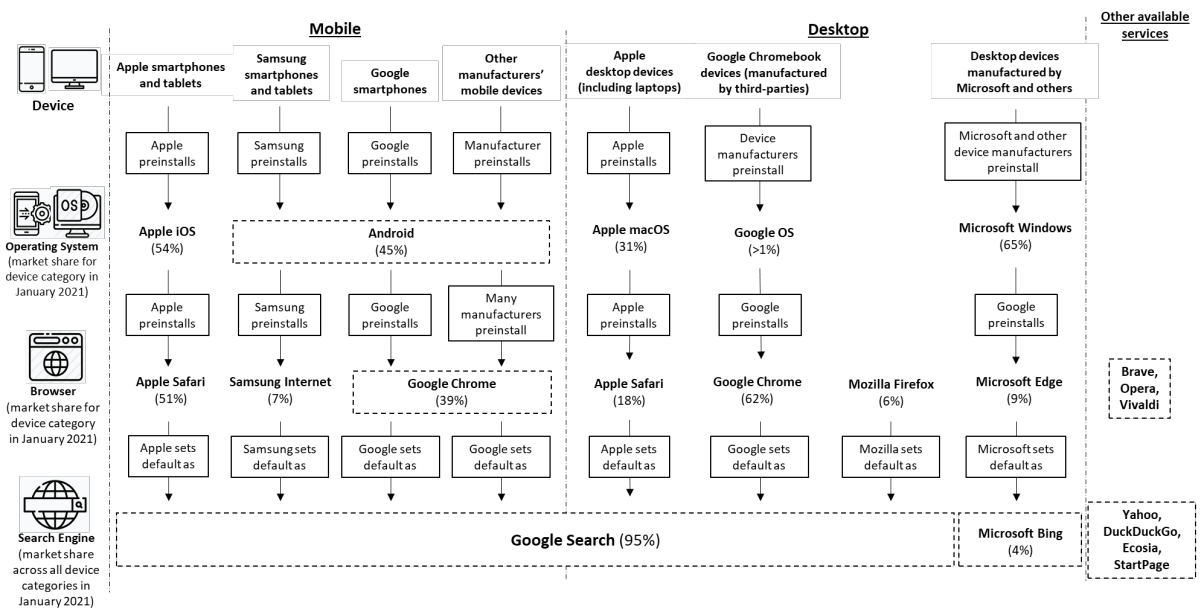 Mobile
Desktop
Other available
services
Device
Apple smartphones
and tablets
Samsung
smartphones
and tablets
Google
smartphones
Other
manufacturers’
mobile devices
Apple
desktop devices
(including laptops)
Google Chromebook
devices (manufactured
by third-parties)
Desktop devices
manufactured by
Microsoft and others
Apple
preinstalls
Samsung
preinstalls
Google
preinstalls
Manufacturer
preinstalls
Apple
preinstalls
Device
manufacturers
preinstall
Microsoft and other
device manufacturers
preinstall
OS
Operating System
(market share for
device category in
January 2021)
Apple iOS
(54%)
Android
(45%)
Apple macOS
(31%)
Google OS
(>1%)
Microsoft Windows
(65%)
Apple
preinstalls
Samsung
preinstalls
Google
preinstalls
Many
manufacturers
preinstall
Apple
preinstalls
Google
preinstalls
Google
preinstalls
Browser
(market share for
device category
in January 2021)
Apple Safari
(51%)
Samsung Internet
(7%)
Google Chrome
(39%)
Apple Safari
(18%)
Google Chrome
(62%)
Mozilla Firefox
(6%)
Microsoft Edge
(9%)
Brave,
Opera,
Vivaldi
Apple sets
default as
Samsung sets
default as
Google sets
default as
Google sets
default as
Apple sets
default as
Google sets
default as
Mozilla sets
default as
Microsoft sets
default as
Search Engine
(market share
across all device
categories in
January 2021)
Google Search (95%)
Microsoft Bing
(4%)
Yahoo,
DuckDuckGo,
Ecosia,
StartPage